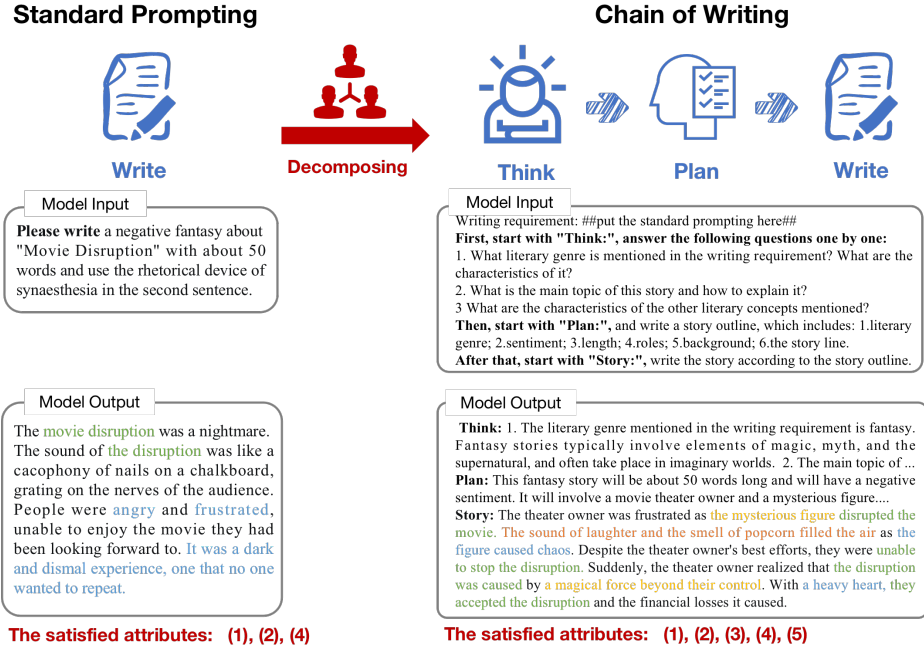 Standard Prompting
Chain of Writing
Write
Decomposing
Think
Plan
Write
Model Input
Please write a negative fantasy about
"Movie Disruption" with about 50
words and use the rhetorical device of
synaesthesia in the second sentence.
Model Input
Writing requirement: ##put the standard prompting here##
First, start with "Think:", answer the following questions one by one:
1. What literary genre is mentioned in the writing requirement? What are the
characteristics of it?
2. What is the main topic of this story and how to explain it?
3 What are the characteristics of the other literary concepts mentioned?
Then, start with "Plan:", and write a story outline, which includes: 1.literary
genre; 2.sentiment; 3.length; 4.roles; 5.background; 6.the story line.
After that, start with "Story:", write the story according to the story outline.
Model Output
The movie disruption was a nightmare.
The sound of the disruption was like a
cacophony of nails on a chalkboard,
grating on the nerves of the audience.
People were angry and frustrated,
unable to enjoy the movie they had
been looking forward to. It was a dark
and dismal experience, one that no one
wanted to repeat.
Model Output
Think: 1. The literary genre mentioned in the writing requirement is fantasy.
Fantasy stories typically involve elements of magic, myth, and the
supernatural, and often take place in imaginary worlds. 2. The main topic of ...
Plan: This fantasy story will be about 50 words long and will have a negative
sentiment. It will involve a movie theater owner and a mysterious figure....
Story: The theater owner was frustrated as the mysterious figure disrupted the
movie. The sound of laughter and the smell of popcorn filled the air as the
figure caused chaos. Despite the theater owner's best efforts, they were unable
to stop the disruption. Suddenly, the theater owner realized that the disruption
was caused by a magical force beyond their control. With a heavy heart, they
accepted the disruption and the financial losses it caused.
The satisfied attributes: (1), (2), (4)
The satisfied attributes: (1), (2), (3), (4), (5)